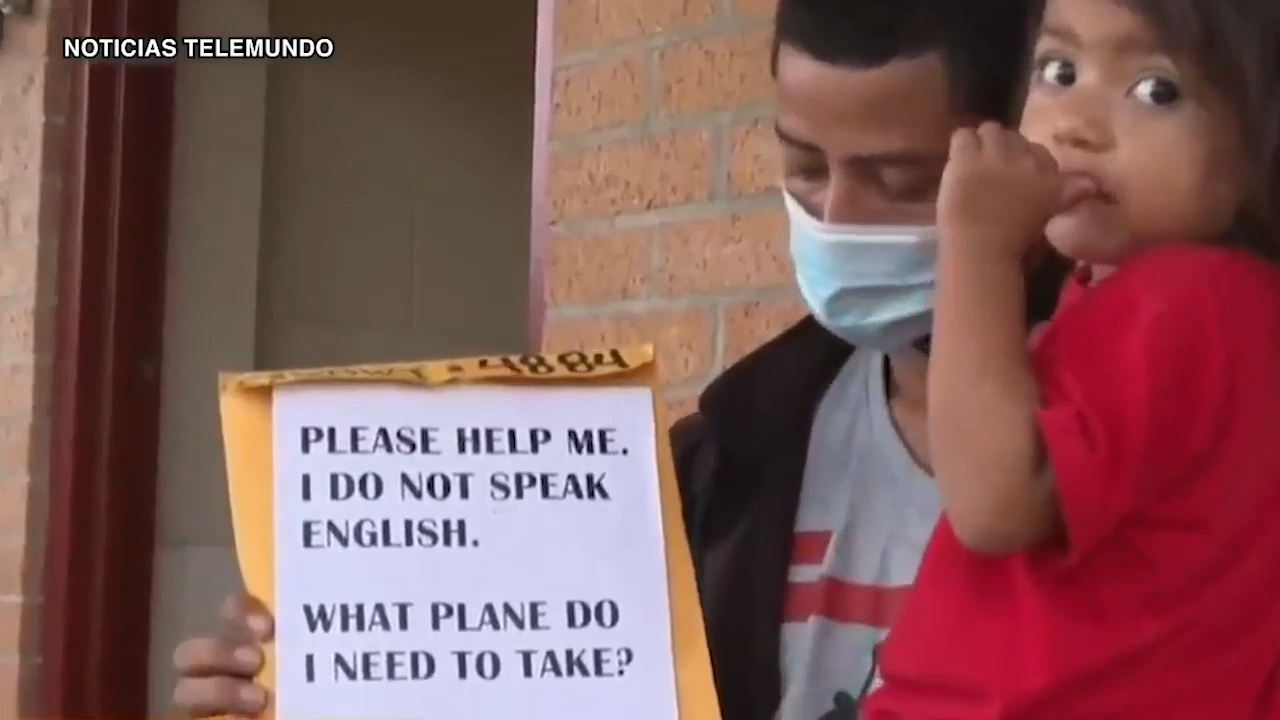 NOTICIAS TELEMUNDO
4884
PLEASE HELP ME.
I DO NOT SPEAK
ENGLISH.
WHAT PLANE DO
I NEED TO TAKE?